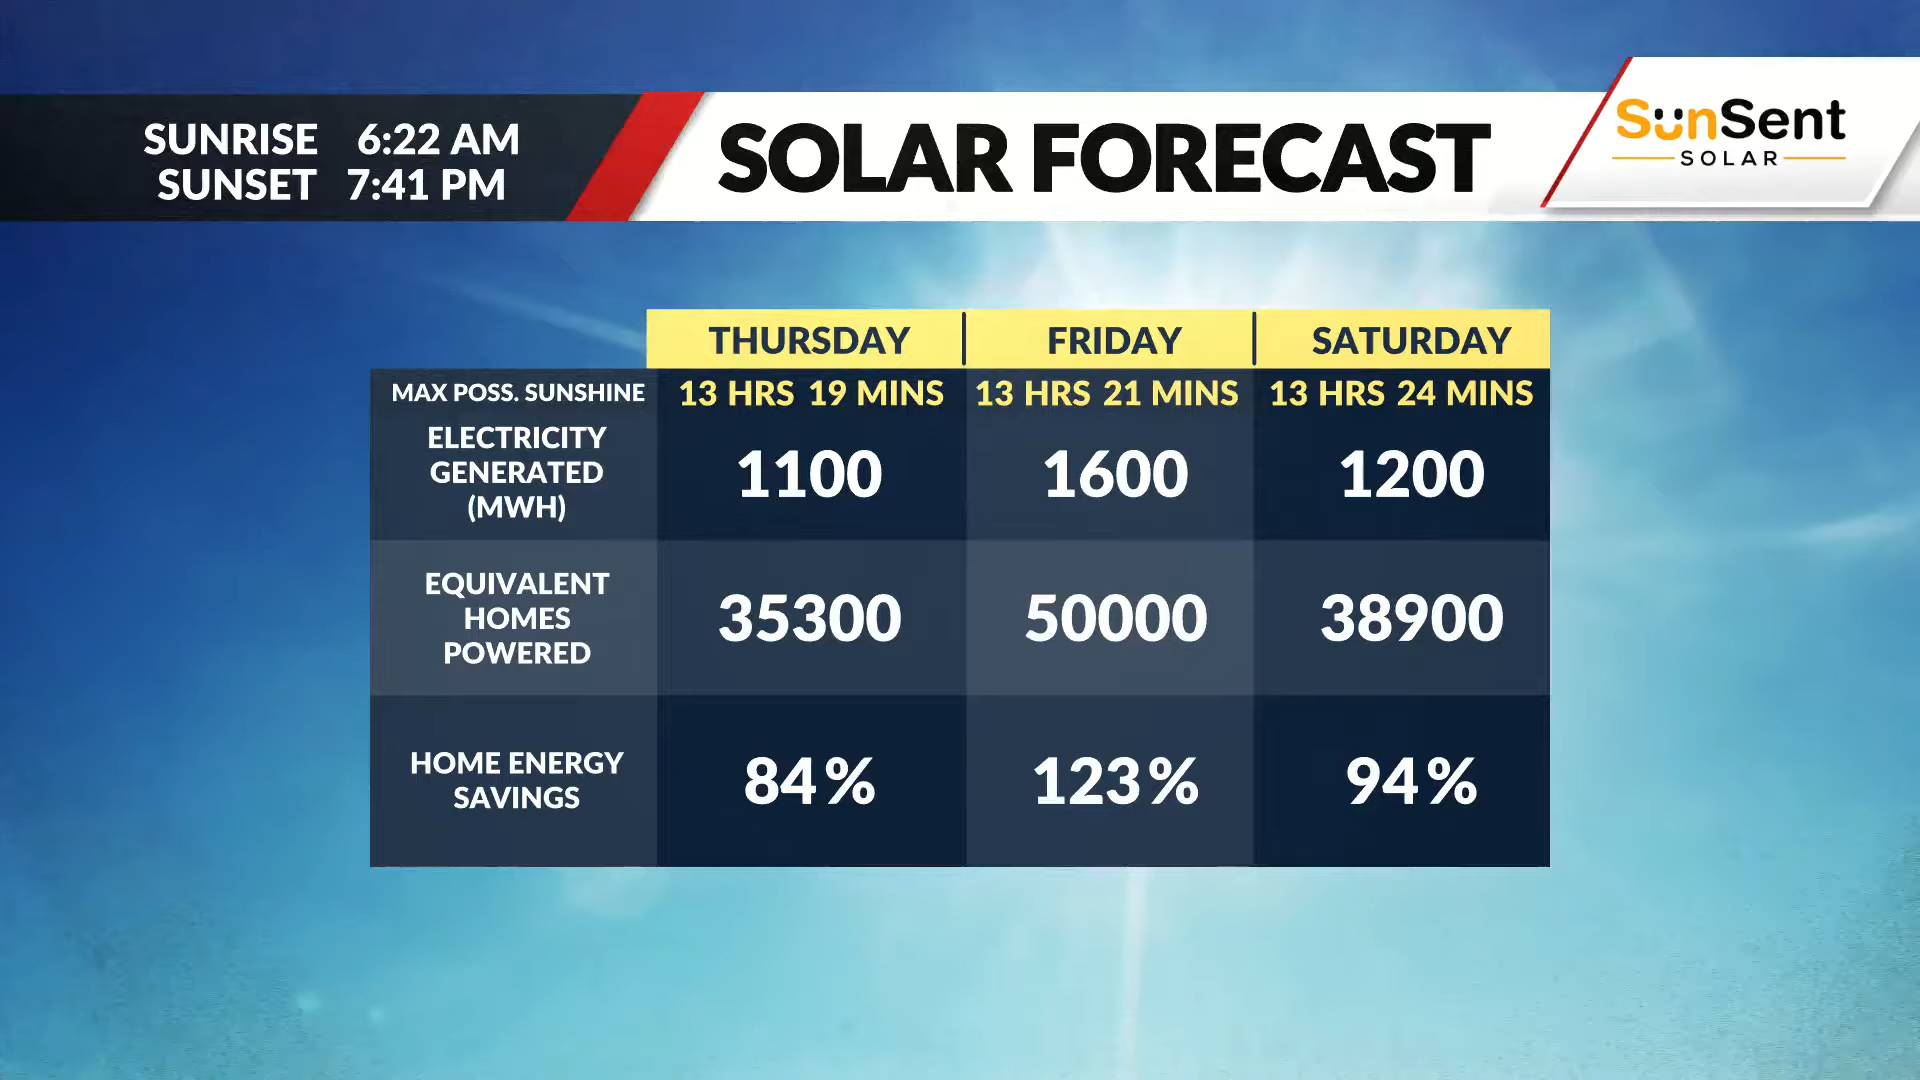 SUNRISE 6:22 AM
SUNSET 7:41 PM
SOLAR FORECAST
SunSent
SOLAR
THURSDAY FRIDAY SATURDAY
MAX POSS. SUNSHINE 13 HRS 19 MINS 13 HRS 21 MINS 13 HRS 24 MINS
ELECTRICITY
GENERATED
(MWH)
1100 1600 1200
EQUIVALENT
HOMES
POWERED
35300 50000 38900
HOME ENERGY
SAVINGS
84% 123% 94%